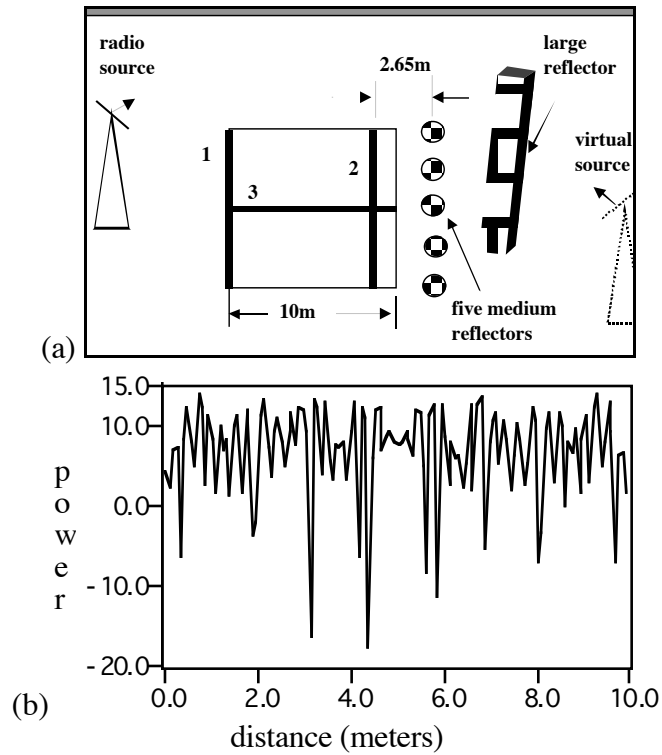 radio
source
2.65m
large
reflector
virtual
source
1
2
3
10m
five medium
reflectors
(a)
15.0
10.0
0.0
-10.0
-20.0
power
0.0 2.0 4.0 6.0 8.0 10.0
distance (meters)
(b)